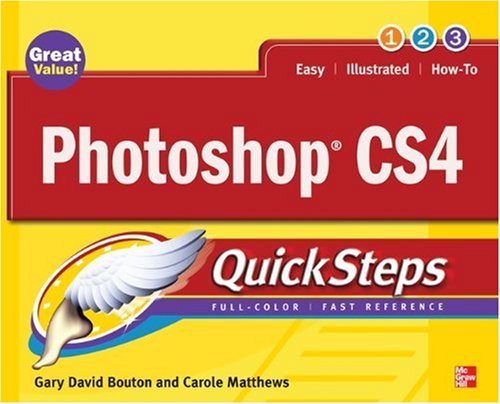 Great
Value!
1 2 3
Easy | Illustrated | How-To
Photoshop® CS4
QuickSteps
FULL-COLOR | FAST REFERENCE
Gary David Bouton and Carole Matthews
Mc
Graw
Hill